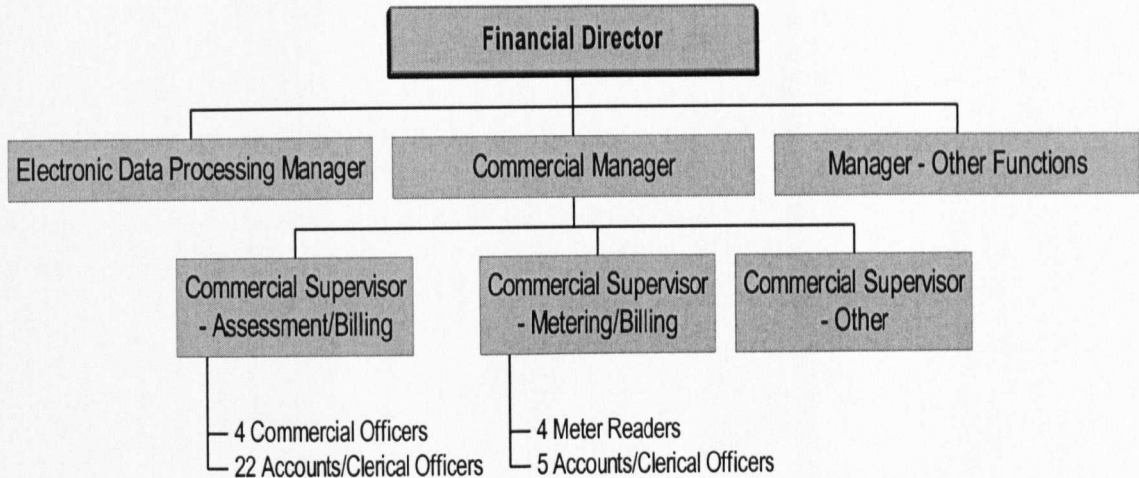 Financial Director
Electronic Data Processing Manager
Commercial Manager
Manager - Other Functions
Commercial Supervisor
- Assessment/Billing
Commercial Supervisor
- Metering/Billing
Commercial Supervisor
- Other
4 Commercial Officers
22 Accounts/Clerical Officers
4 Meter Readers
5 Accounts/Clerical Officers